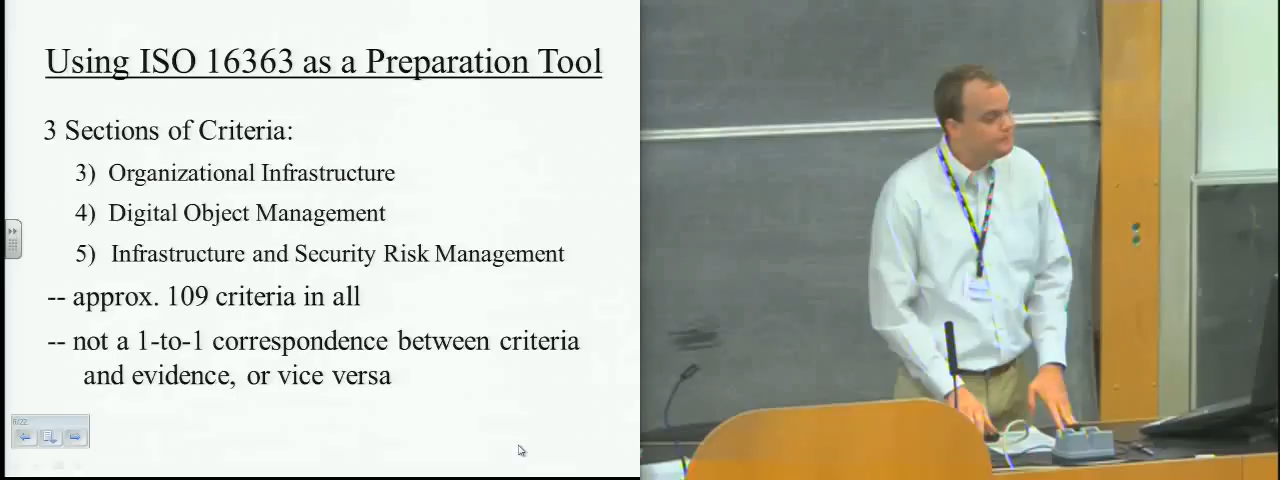 Using ISO 16363 as a Preparation Tool
3 Sections of Criteria:
3) Organizational Infrastructure
4) Digital Object Management
5) Infrastructure and Security Risk Management
-- approx. 109 criteria in all
-- not a 1-to-1 correspondence between criteria
and evidence, or vice versa